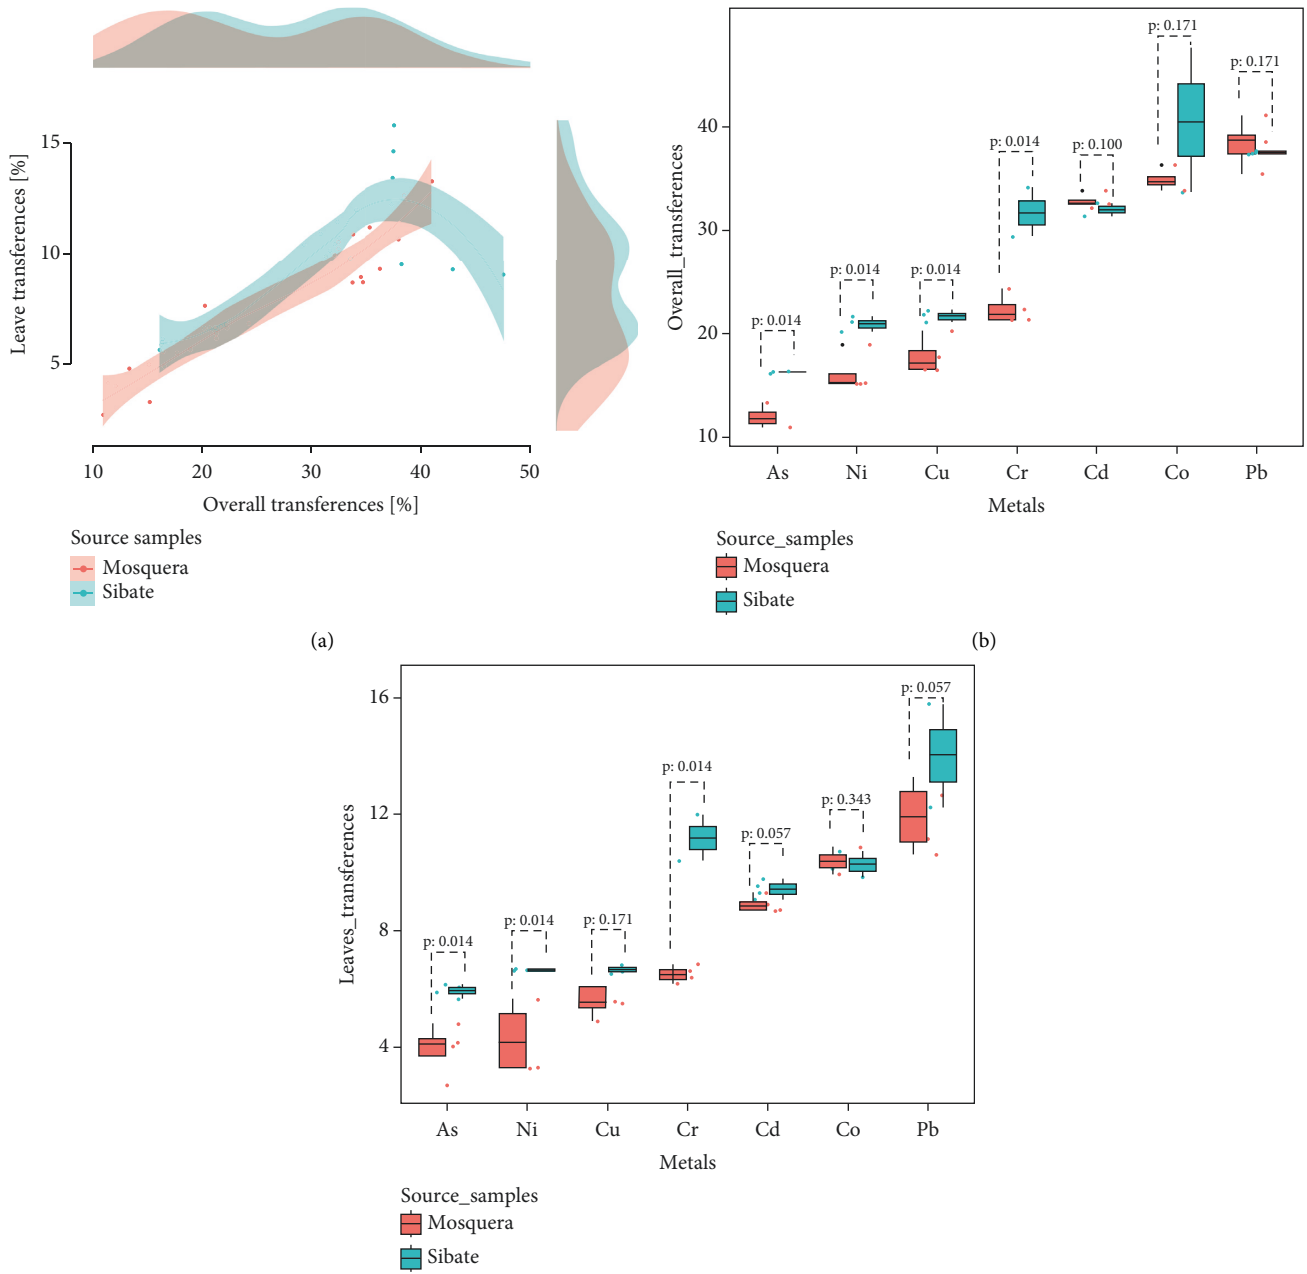 15
10
5
Leave transferences [%]
10 20 30 40 50
Overall transferences [%]
Source samples
Mosquera
Sibate
(a)
p: 0.171
p: 0.171
p: 0.014
p: 0.100
p: 0.014
p: 0.014
p: 0.014
40
30
20
10
Overall_transferences
As Ni Cu Cr Cd Co Pb
Metals
Source_samples
Mosquera
Sibate
(b)
p: 0.057
p: 0.014
p: 0.343
p: 0.057
p: 0.014
p: 0.014
p: 0.171
16
12
8
4
Leaves_transferences
As Ni Cu Cr Cd Co Pb
Metals
Source_samples
Mosquera
Sibate